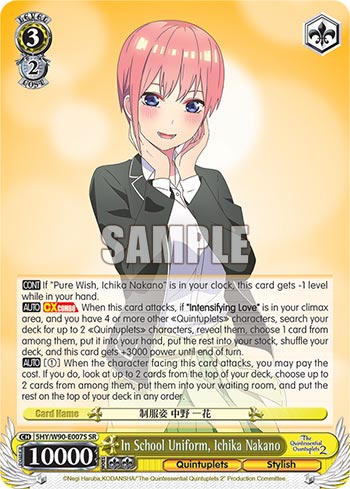 LEVEL
3
2
COST
SAMPLE
CONT If "Pure Wish, Ichika Nakano" is in your clock, this card gets -1 level
while in your hand.
AUTO CXCOMBO When this card attacks, if "Intensifying Love" is in your climax
area, and you have 4 or more other «Quintuplets» characters, search your
deck for up to 2 «Quintuplets» characters, reveal them, choose 1 card from
among them, put it into your hand, put the rest into your stock, shuffle your
deck, and this card gets +3000 power until end of turn.
AUTO [(1)] When the character facing this card attacks, you may pay the
cost. If you do, look at up to 2 cards from the top of your deck, choose up to
2 cards from among them, put them into your waiting room, and put the
rest on the top of your deck in any order.
Card Name 制服姿 中野 一花
CH 5HY/W90-E007S SR
In School Uniform, Ichika Nakano
The Quintessential Quintuplets 2
10000
Quintuplets Stylish
©Negi Haruba, KODANSHA/"The Quintessential Quintuplets 2" Production Committee